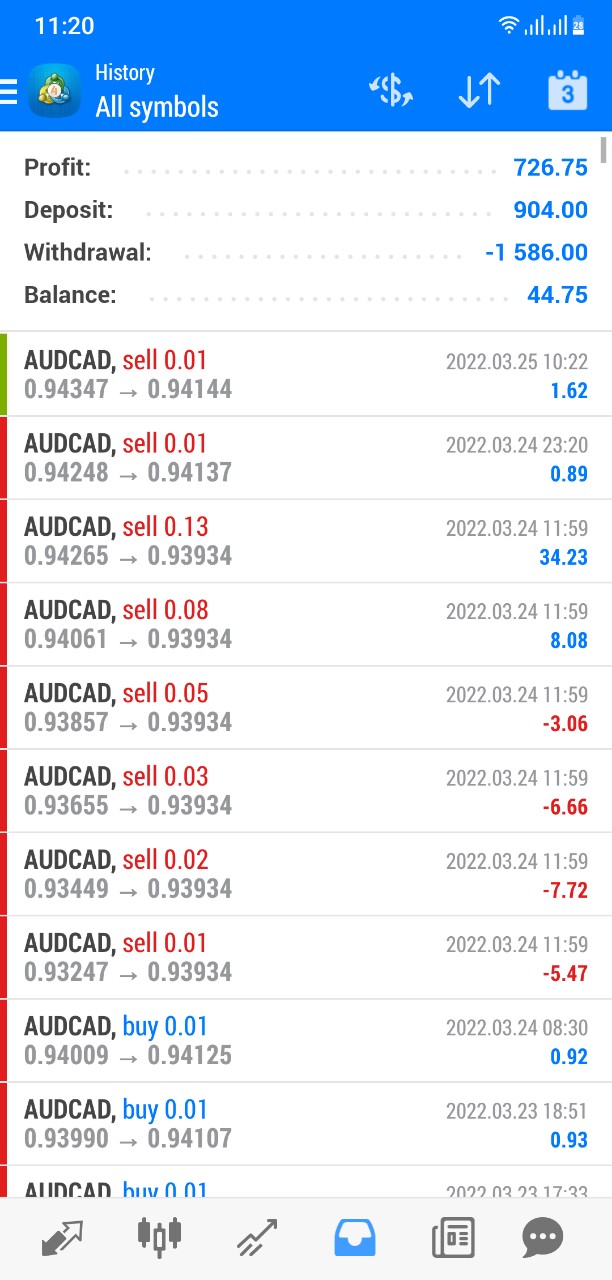 11:20
28
History
All symbols
3
Profit: 726.75
Deposit: 904.00
Withdrawal: -1 586.00
Balance: 44.75
AUDCAD, sell 0.01 2022.03.25 10:22
0.94347 → 0.94144 1.62
AUDCAD, sell 0.01 2022.03.24 23:20
0.94248 → 0.94137 0.89
AUDCAD, sell 0.13 2022.03.24 11:59
0.94265 → 0.93934 34.23
AUDCAD, sell 0.08 2022.03.24 11:59
0.94061 → 0.93934 8.08
AUDCAD, sell 0.05 2022.03.24 11:59
0.93857 → 0.93934 -3.06
AUDCAD, sell 0.03 2022.03.24 11:59
0.93655 → 0.93934 -6.66
AUDCAD, sell 0.02 2022.03.24 11:59
0.93449 → 0.93934 -7.72
AUDCAD, sell 0.01 2022.03.24 11:59
0.93247 → 0.93934 -5.47
AUDCAD, buy 0.01 2022.03.24 08:30
0.94009 → 0.94125 0.92
AUDCAD, buy 0.01 2022.03.23 18:51
0.93990 → 0.94107 0.93
AUDCAD, buy 0.01 2022.03.23 17:33